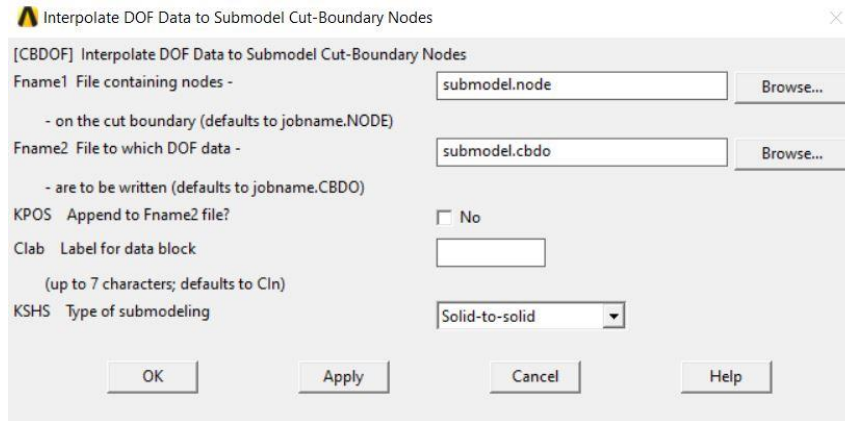 Interpolate DOF Data to Submodel Cut-Boundary Nodes
[CBDOF] Interpolate DOF Data to Submodel Cut-Boundary Nodes
Fname1 File containing nodes - submodel.node Browse...
- on the cut boundary (defaults to jobname.NODE)
Fname2 File to which DOF data - submodel.cbdo Browse...
- are to be written (defaults to jobname.CBDO)
KPOS Append to Fname2 file? No
Clab Label for data block
(up to 7 characters; defaults to CIn)
KSHS Type of submodeling Solid-to-solid
OK Apply Cancel Help